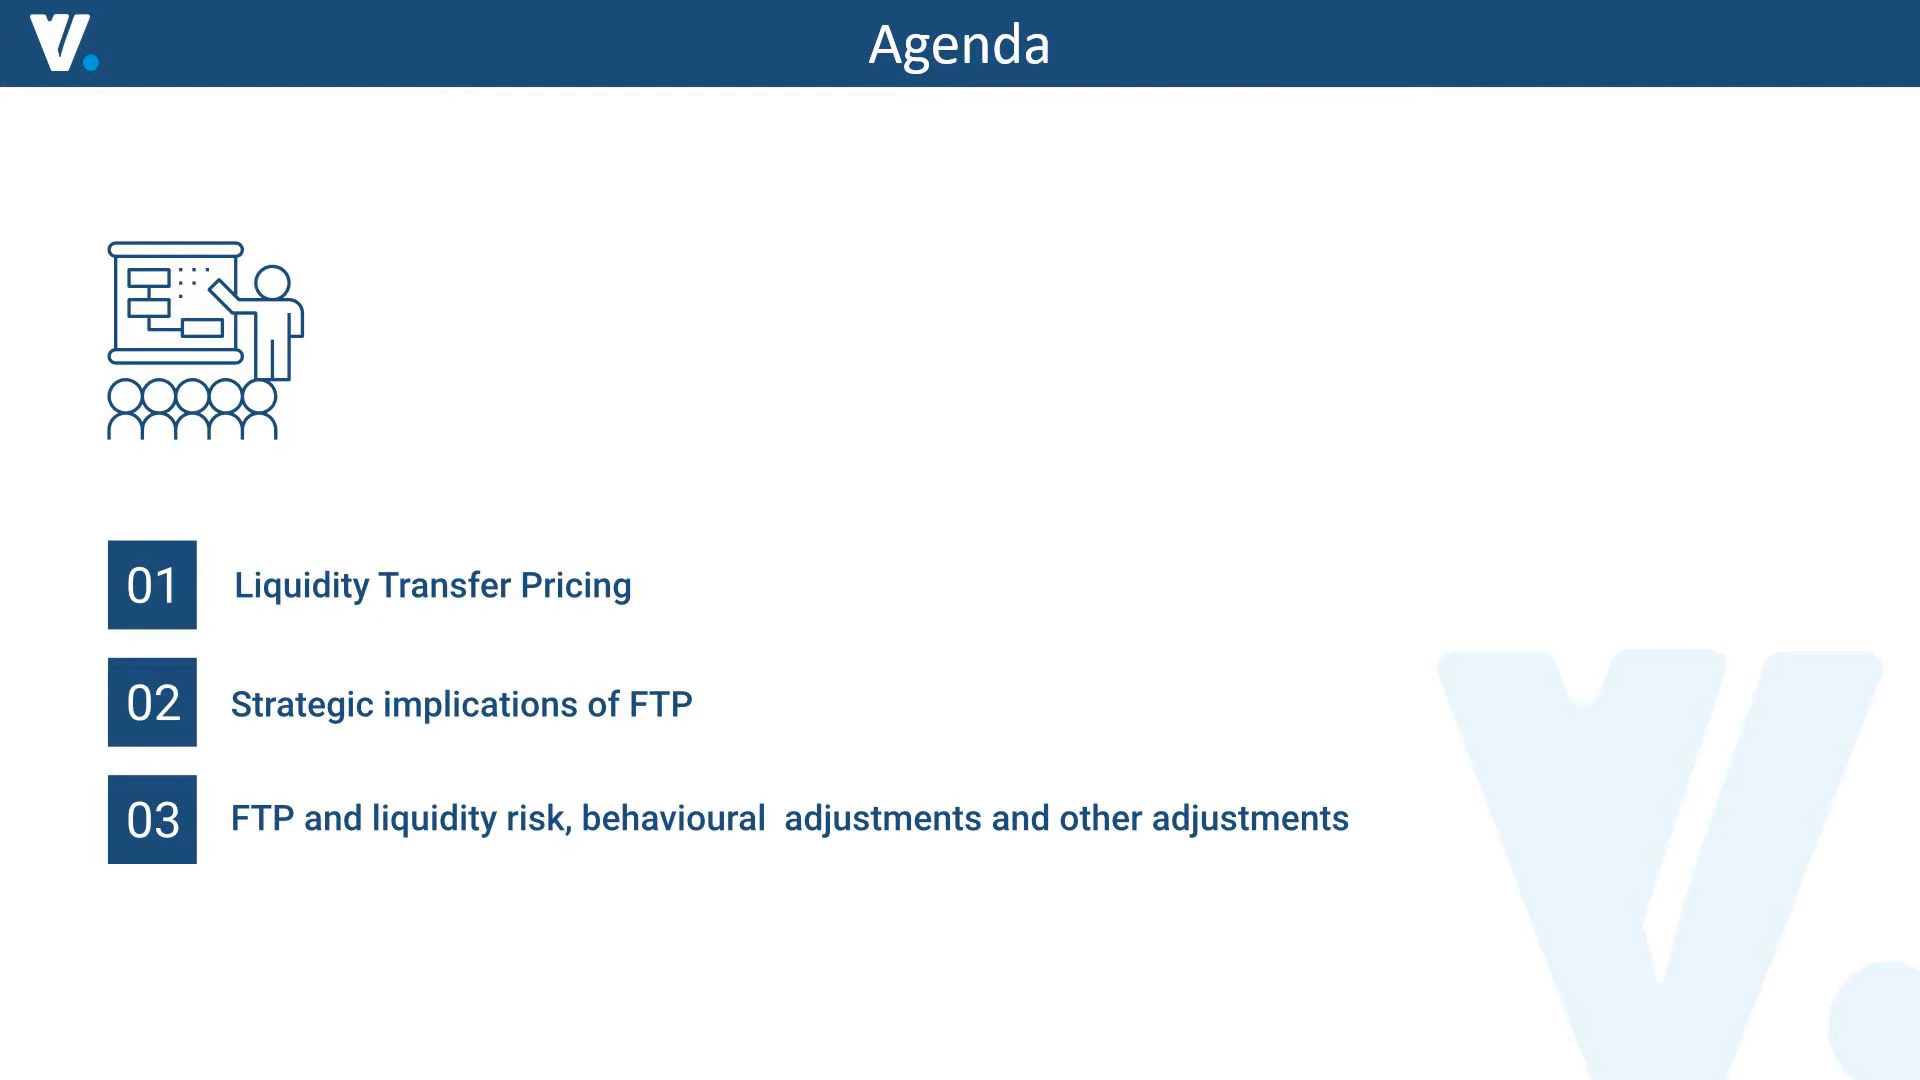 Agenda
01 Liquidity Transfer Pricing
02 Strategic implications of FTP
03 FTP and liquidity risk, behavioural  adjustments and other adjustments